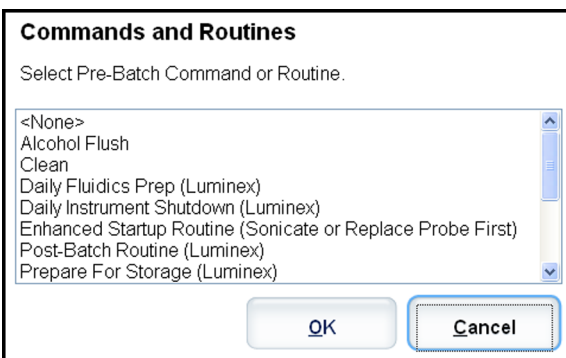 Commands and Routines
Select Pre-Batch Command or Routine.
<None>
Alcohol Flush
Clean
Daily Fluidics Prep (Luminex)
Daily Instrument Shutdown (Luminex)
Enhanced Startup Routine (Sonicate or Replace Probe First)
Post-Batch Routine (Luminex)
Prepare For Storage (Luminex)
OK
Cancel